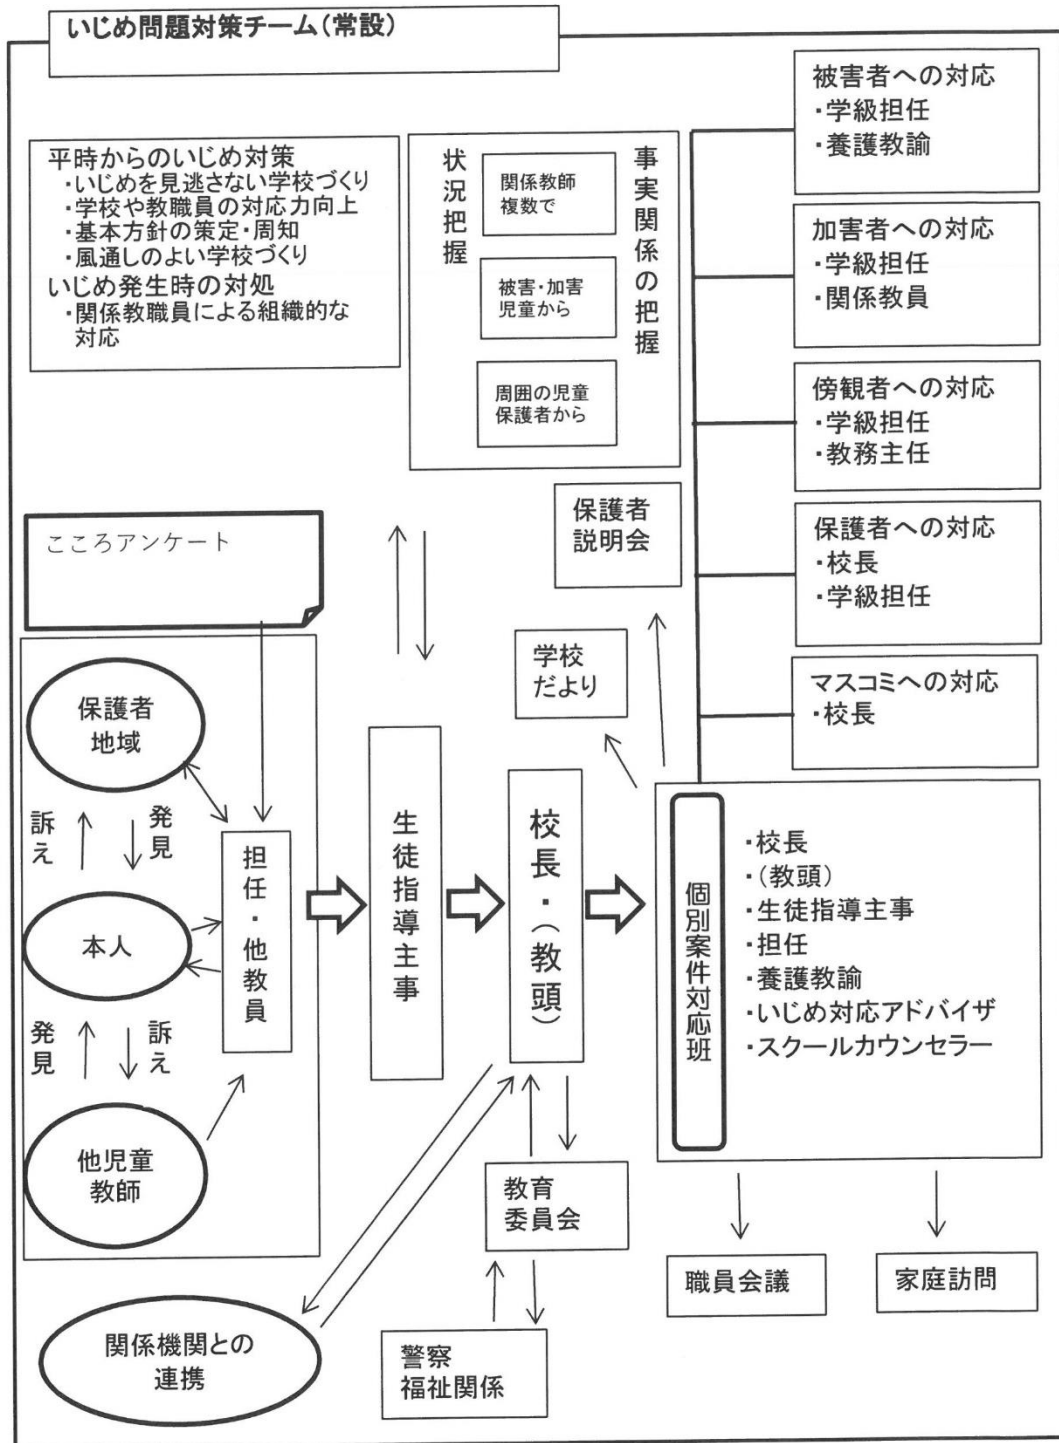 いじめ問題対策チーム(常設)
平時からのいじめ対策
・いじめを見逃さない学校づくり
・学校や教職員の対応力向上
・基本方針の策定・周知
・風通しのよい学校づくり
いじめ発生時の対処
・関係教職員による組織的な
対応
状況把握
関係教師
複数で
被害・加害
児童から
周囲の児童
保護者から
事実関係の把握
被害者への対応
・学級担任
・養護教諭
加害者への対応
・学級担任
・関係教員
傍観者への対応
・学級担任
・教務主任
保護者への対応
・校長
・学級担任
マスコミへの対応
・校長
保護者
説明会
学校
だより
こころアンケート
保護者
地域
訴え
発見
本人
発見
訴え
他児童
教師
担任・他教員
生徒指導主事
校長・(教頭)
個別案件対応班
・校長
・(教頭)
・生徒指導主事
・担任
・養護教諭
・いじめ対応アドバイザ
・スクールカウンセラー
教育
委員会
職員会議
家庭訪問
関係機関との
連携
警察
福祉関係